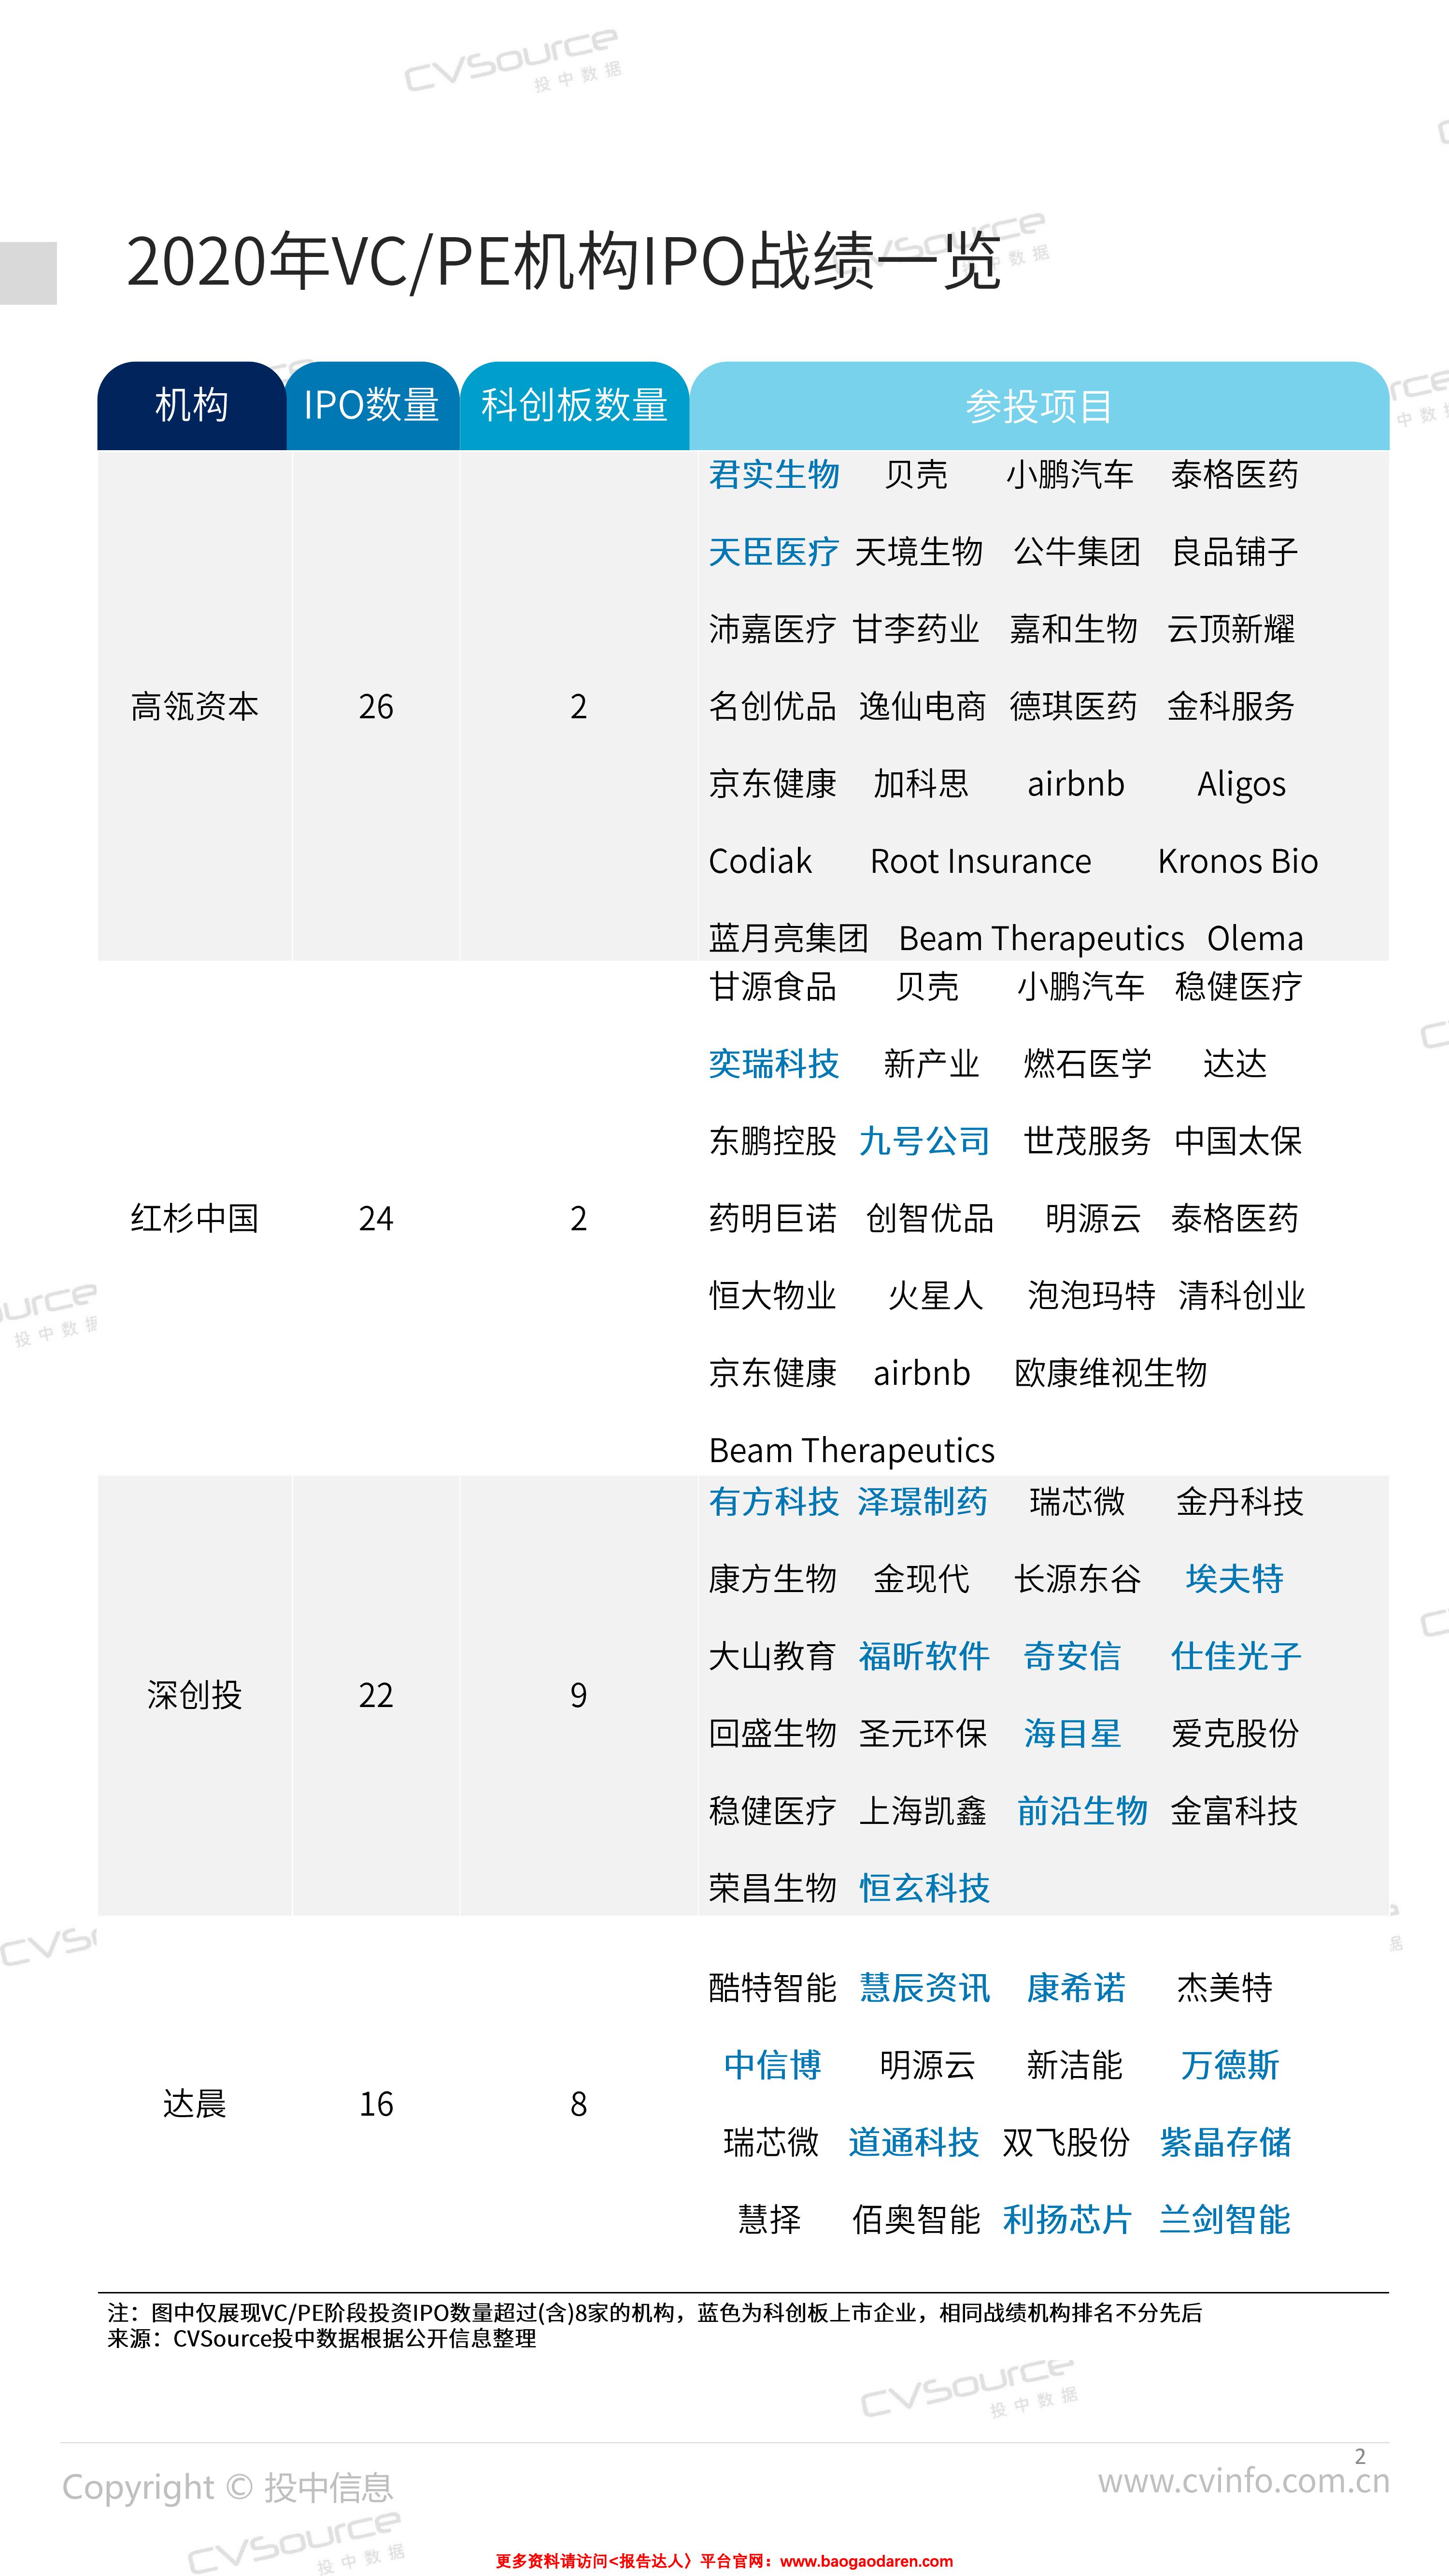 CVSource
投中数据
2020年VC/PE机构IPO战绩一览
机构 IPO数量 科创板数量 参投项目
君实生物 贝壳 小鹏汽车 泰格医药
天臣医疗 天境生物 公牛集团 良品铺子
沛嘉医疗 甘李药业 嘉和生物 云顶新耀
高瓴资本 26 2 名创优品 逸仙电商 德琪医药 金科服务
京东健康 加科思 airbnb Aligos
Codiak Root Insurance Kronos Bio
蓝月亮集团 Beam Therapeutics Olema
甘源食品 贝壳 小鹏汽车 稳健医疗
奕瑞科技 新产业 燃石医学 达达
东鹏控股 九号公司 世茂服务 中国太保
红杉中国 24 2 药明巨诺 创智优品 明源云 泰格医药
恒大物业 火星人 泡泡玛特 清科创业
京东健康 airbnb 欧康维视生物
Beam Therapeutics
有方科技 泽璟制药 瑞芯微 金丹科技
康方生物 金现代 长源东谷 埃夫特
大山教育 福昕软件 奇安信 仕佳光子
深创投 22 9
回盛生物 圣元环保 海目星 爱克股份
稳健医疗 上海凯鑫 前沿生物 金富科技
荣昌生物 恒玄科技
酷特智能 慧辰资讯 康希诺 杰美特
中信博 明源云 新洁能 万德斯
达晨 16 8
瑞芯微 道通科技 双飞股份 紫晶存储
慧择 佰奥智能 利扬芯片 兰剑智能
注：图中仅展现VC/PE阶段投资IPO数量超过(含)8家的机构，蓝色为科创板上市企业，相同战绩机构排名不分先后
来源：CVSource投中数据根据公开信息整理
CVSource
投中数据
2
Copyright © 投中信息 www.cvinfo.com.cn
CVSource
投中数据
更多资料请访问<报告达人〉平台官网：www.baogaodaren.com